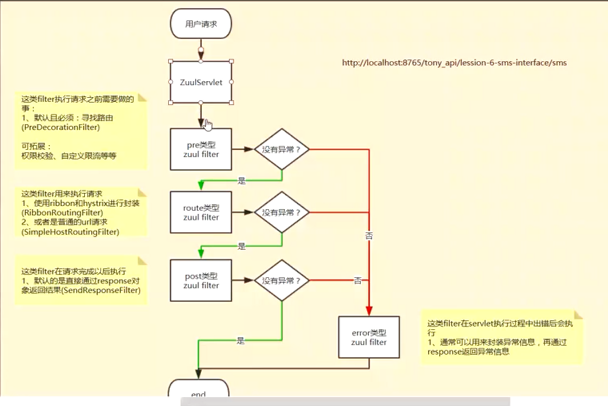 用户请求
http://localhost:8765/tony_api/lession-6-sms-interface/sms
ZuulServlet
这类filter执行请求之前需要做的
事：
1、默认且必须：寻找路由
(PreDecorationFilter)
可拓展：
权限校验、自定义限流等等
pre类型
zuul filter
没有异常？
是
这类filter用来执行请求
1、使用ribbon和hystrix进行封装
(RibbonRoutingFilter)
2、或者是普通的url请求
(SimpleHostRoutingFilter)
route类型
zuul filter
没有异常？
否
是
这类filter在请求完成以后执行
1、默认的是直接通过response对
象返回结果(SendResponseFilter)
post类型
zuul filter
没有异常？
否
是
error类型
zuul filter
这类filter在servlet执行过程中出错后会执
行
1、通常可以用来封装异常信息，再通过
response返回异常信息
end